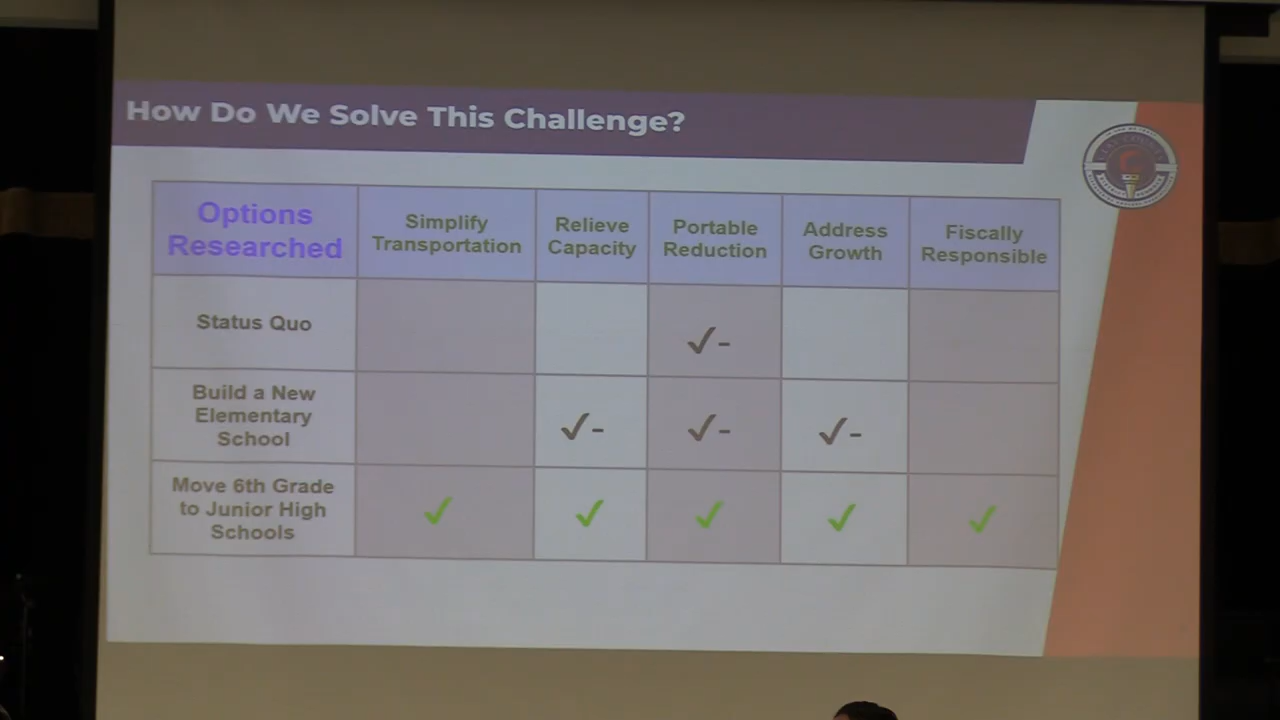 How Do We Solve This Challenge?
Options
Researched
Simplify
Transportation
Relieve
Capacity
Portable
Reduction
Address
Growth
Fiscally
Responsible
Status Quo
✓-
Build a New
Elementary
School
✓-
✓-
✓-
Move 6th Grade
to Junior High
Schools
✓
✓
✓
✓
✓